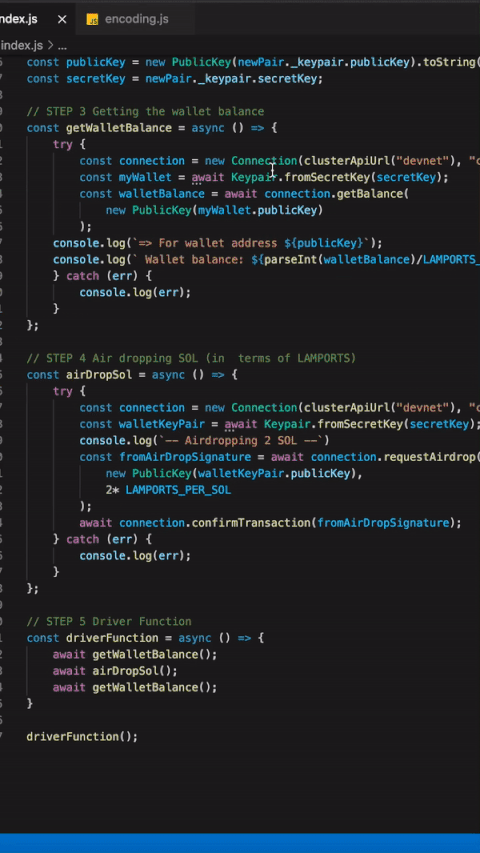 index.js × JS encoding.js
index.js > ...
const publicKey = new PublicKey(newPair._keypair.publicKey).toString(
const secretKey = newPair._keypair.secretKey;
// STEP 3 Getting the wallet balance
const getWalletBalance = async () => {
try {
const connection = new Connection(clusterApiUrl("devnet"), "c
const myWallet = await Keypair.fromSecretKey(secretKey);
const walletBalance = await connection.getBalance(
new PublicKey(myWallet.publicKey)
);
console.log(`=> For wallet address ${publicKey}`);
console.log(` Wallet balance: ${parseInt(walletBalance)/LAMPORTS_
} catch (err) {
console.log(err);
}
};
// STEP 4 Air dropping SOL (in  terms of LAMPORTS)
const airDropSol = async () => {
try {
const connection = new Connection(clusterApiUrl("devnet"), "c
const walletKeyPair = await Keypair.fromSecretKey(secretKey);
console.log(`-- Airdropping 2 SOL --`)
const fromAirDropSignature = await connection.requestAirdrop(
new PublicKey(walletKeyPair.publicKey),
2* LAMPORTS_PER_SOL
);
await connection.confirmTransaction(fromAirDropSignature);
} catch (err) {
console.log(err);
}
};
// STEP 5 Driver Function
const driverFunction = async () => {
await getWalletBalance();
await airDropSol();
await getWalletBalance();
}
driverFunction();